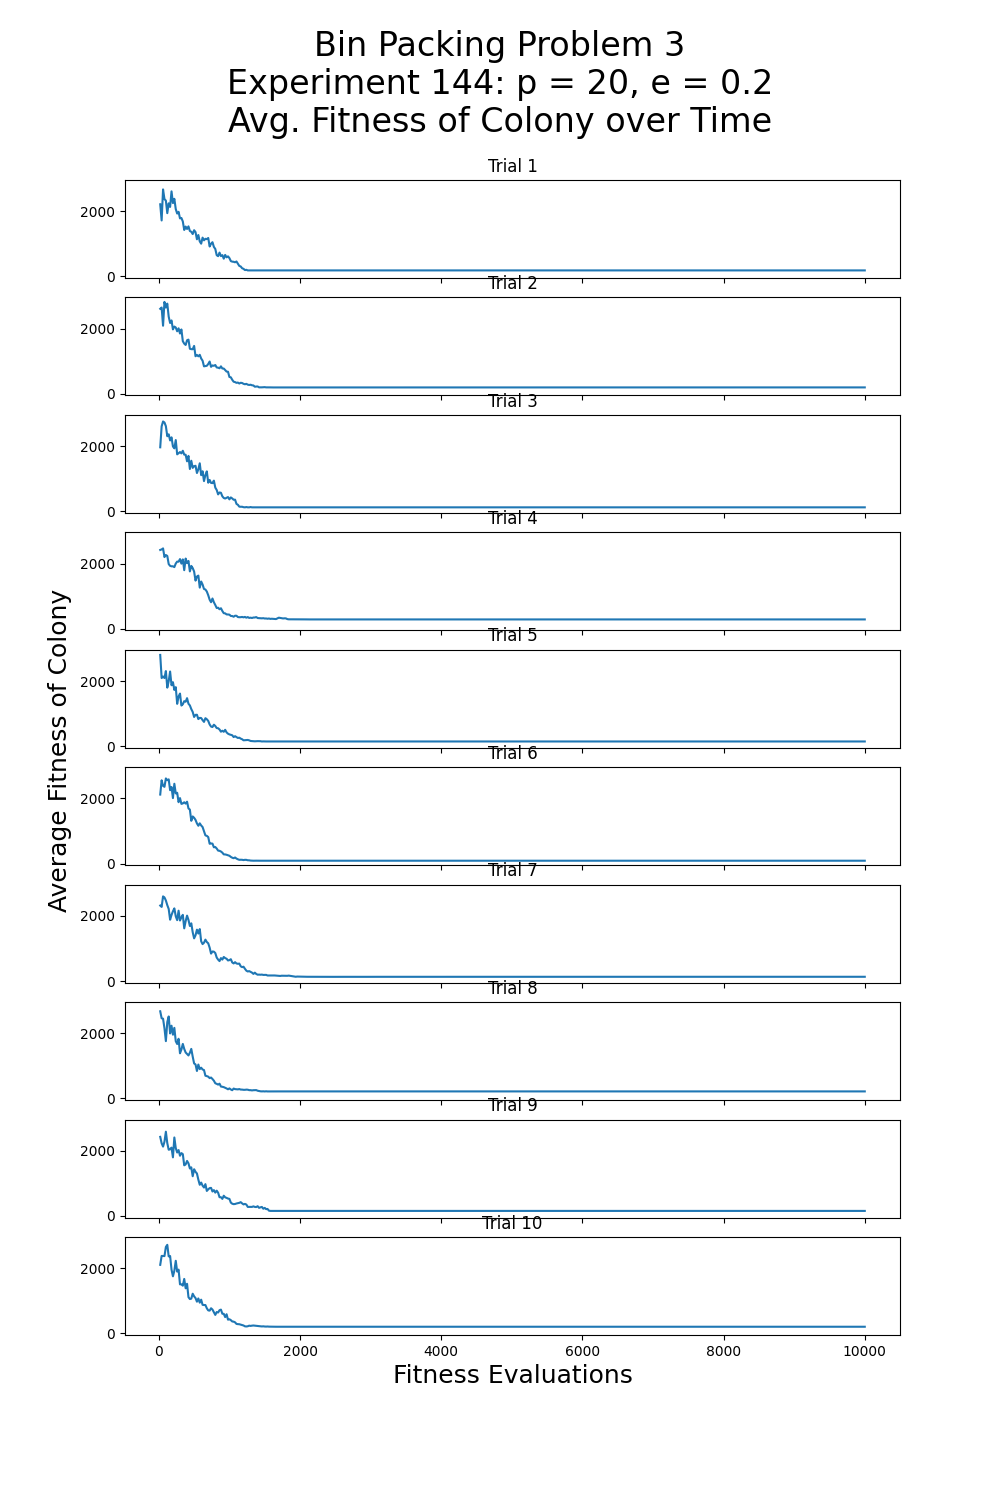 Bin Packing Problem 3
Experiment 144: p = 20, e = 0.2
Avg. Fitness of Colony over Time
Trial 1
2000
0
Trial 2
2000
0
Trial 3
2000
0
Trial 4
2000
0
Trial 5
2000
0
Trial 6
2000
0
Trial 7
2000
0
Trial 8
2000
0
Trial 9
2000
0
Trial 10
2000
0
Average Fitness of Colony
0 2000 4000 6000 8000 10000
Fitness Evaluations